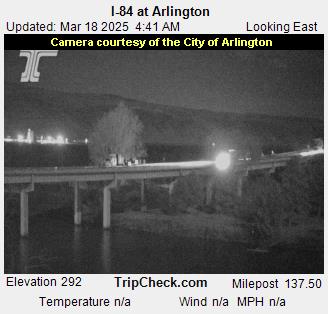 I-84 at Arlington
Updated: Mar 18 2025 4:41 AM Looking East
Camera courtesy of the City of Arlington
Elevation 292 TripCheck.com Milepost 137.50
Temperature n/a Wind n/a MPH n/a